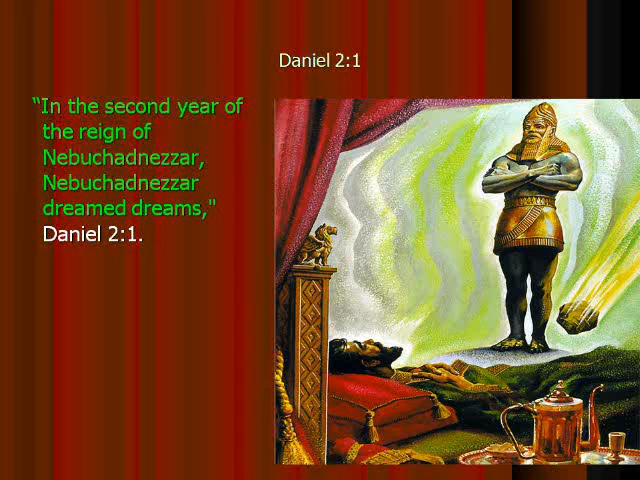 Daniel 2:1
“In the second year of
the reign of
Nebuchadnezzar,
Nebuchadnezzar
dreamed dreams,"
Daniel 2:1.